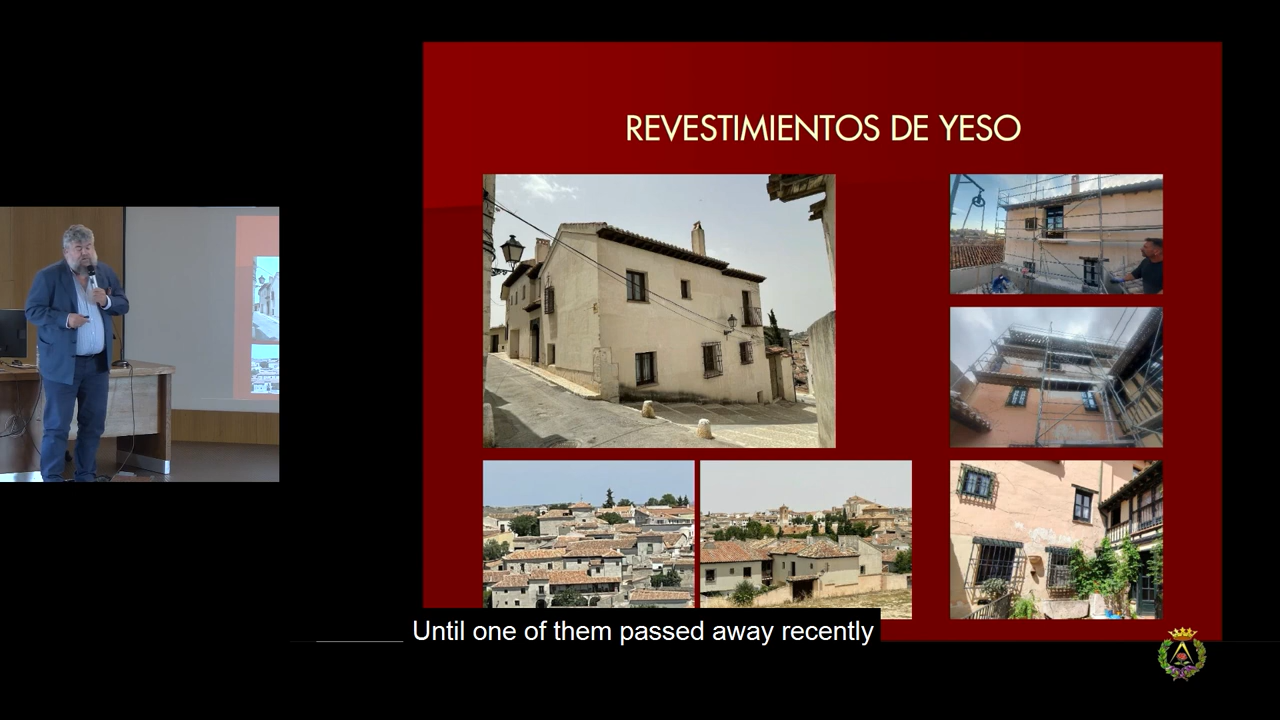 REVESTIMIENTOS DE YESO
Until one of them passed away recently